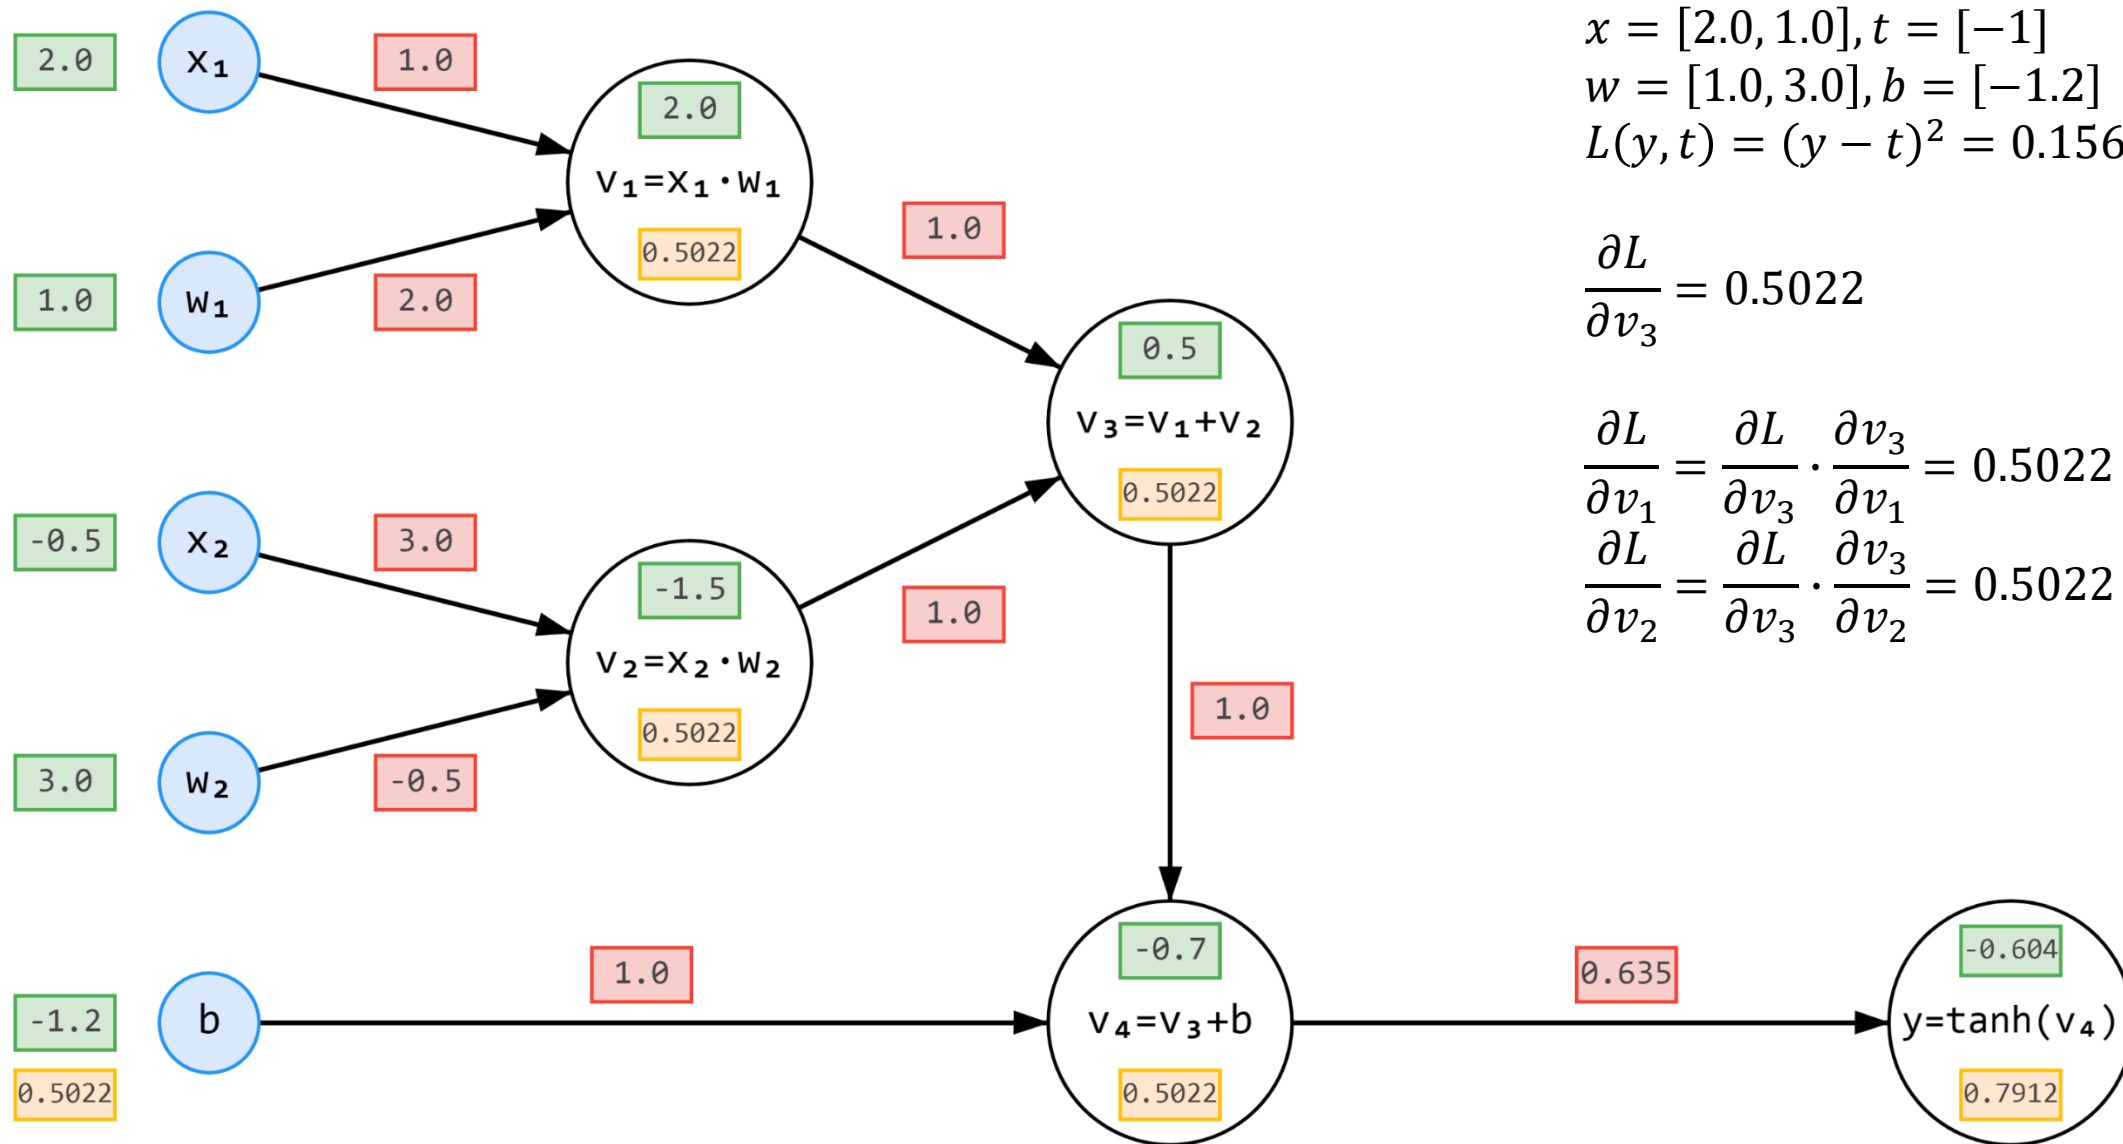 2.0
x₁
1.0
2.0
v₁=x₁·w₁
0.5022
1.0
w₁
2.0
1.0
-0.5
x₂
3.0
-1.5
v₂=x₂·w₂
0.5022
3.0
w₂
-0.5
1.0
0.5
v₃=v₁+v₂
0.5022
1.0
-1.2
0.5022
b
1.0
-0.7
v₄=v₃+b
0.5022
0.635
-0.604
y=tanh(v₄)
0.7912
x = [2.0, 1.0], t = [−1]
w = [1.0, 3.0], b = [−1.2]
L(y, t) = (y − t)² = 0.156
∂L/∂v₃ = 0.5022
∂L/∂v₁ = ∂L/∂v₃ · ∂v₃/∂v₁ = 0.5022
∂L/∂v₂ = ∂L/∂v₃ · ∂v₃/∂v₂ = 0.5022